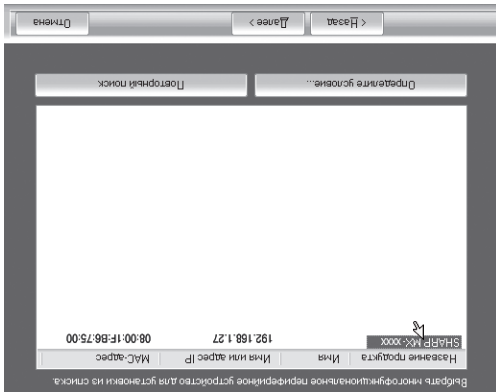 Выбрать многофункциональное периферийное устройство для установки из списка.
Название продукта Имя Имя или адрес IP MAC-адрес
SHARP MX-xxxx 192.168.1.27 08:00:1F:B6:75:00
Определите условие... Повторный поиск
< Назад Далее > Отмена